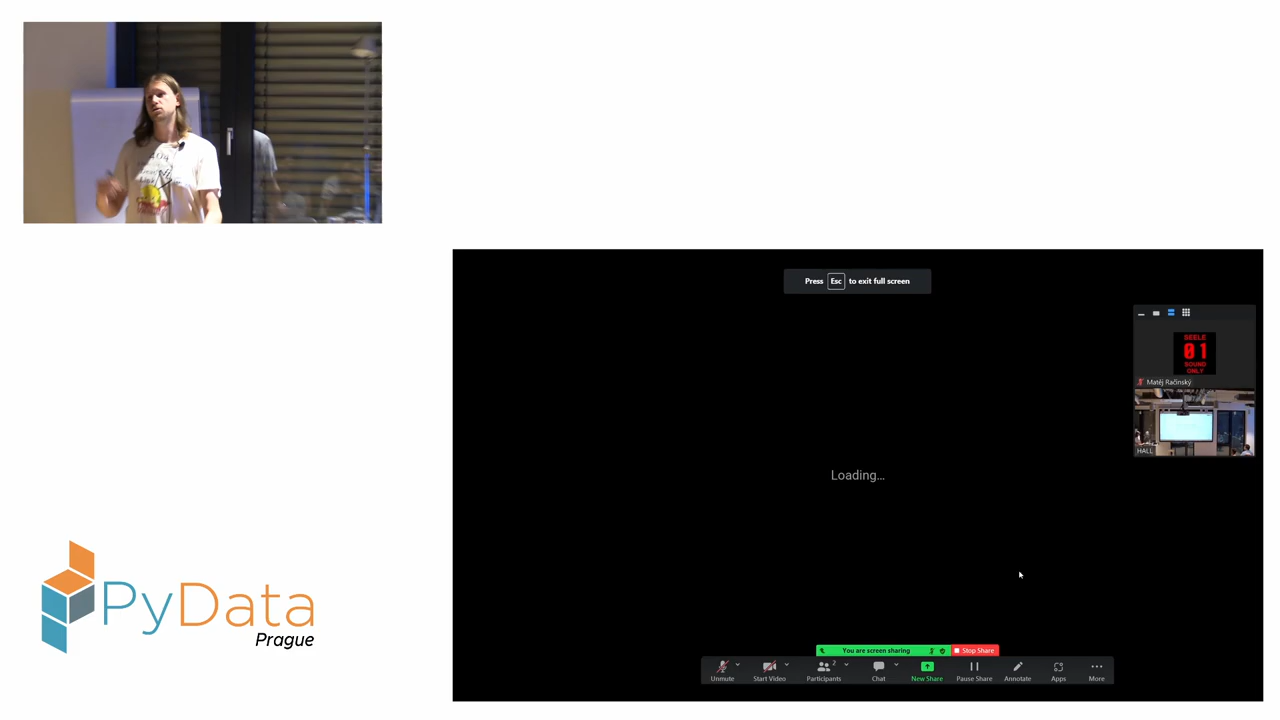 Press Esc to exit full screen
SEELE
01
SOUND
ONLY
Matěj Račinský
HALL
Loading...
PyData
Prague
You are screen sharing
Stop Share
Unmute
Start Video
2
Participants
Chat
New Share
Pause Share
Annotate
Apps
More